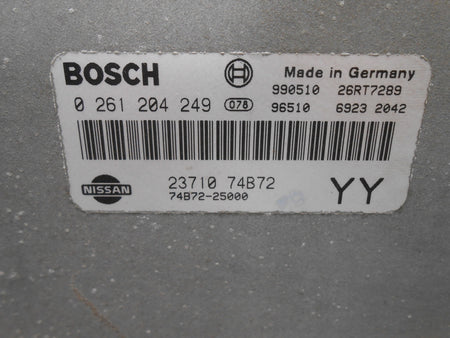 BOSCH
Made in Germany
990510 26RT7289
0 261 204 249 078 96510 6923 2042
NISSAN
23710 74B72
74B72-25000
YY